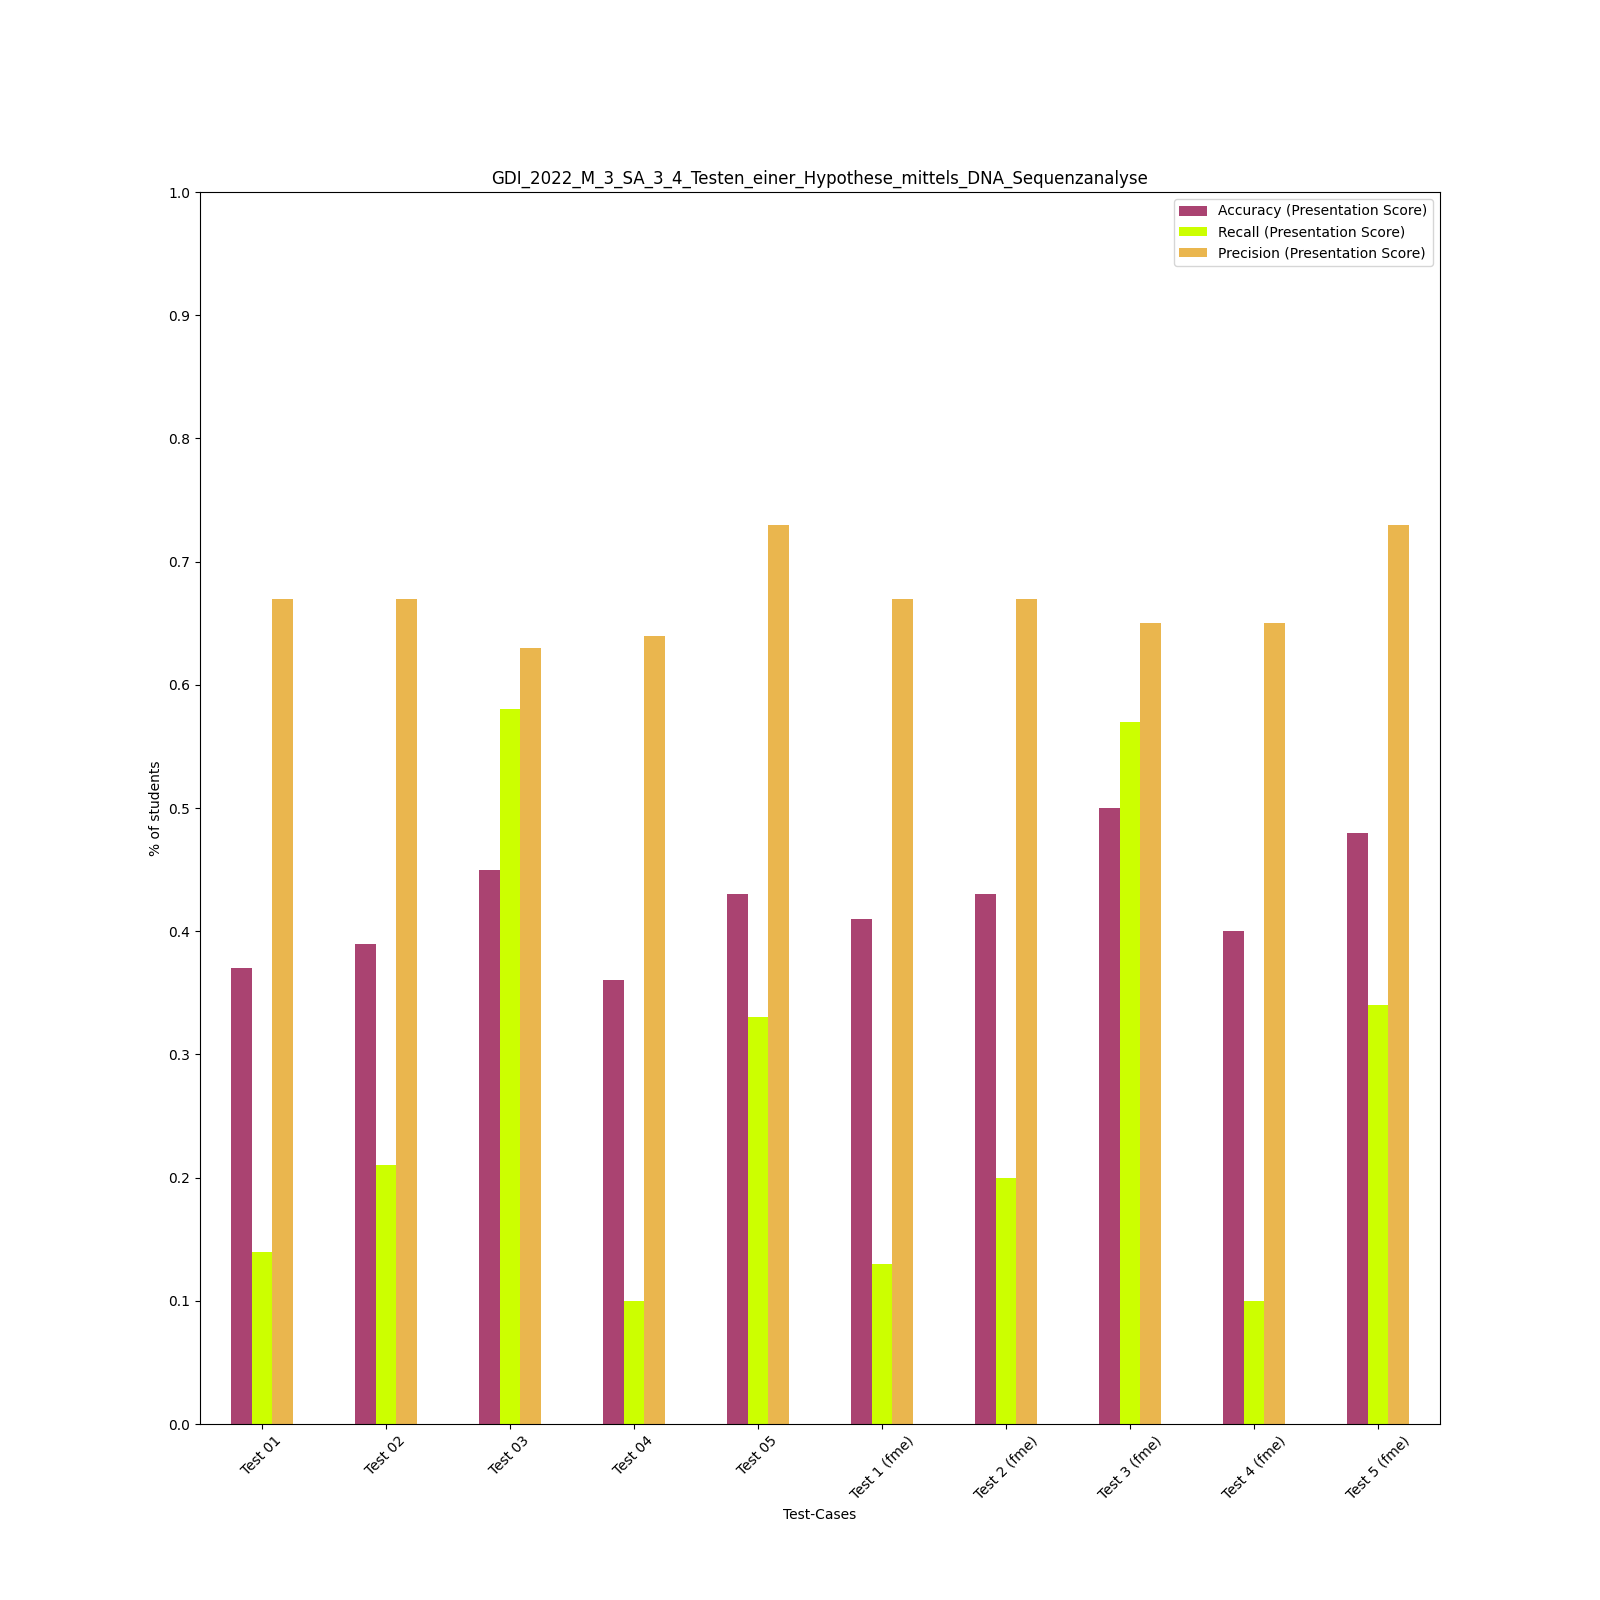 GDI_2022_M_3_SA_3_4_Testen_einer_Hypothese_mittels_DNA_Sequenzanalyse
Accuracy (Presentation Score)
Recall (Presentation Score)
Precision (Presentation Score)
1.0
0.9
0.8
0.7
0.6
0.5
0.4
0.3
0.2
0.1
0.0
% of students
Test 01
Test 02
Test 03
Test 04
Test 05
Test 1 (fme)
Test 2 (fme)
Test 3 (fme)
Test 4 (fme)
Test 5 (fme)
Test-Cases